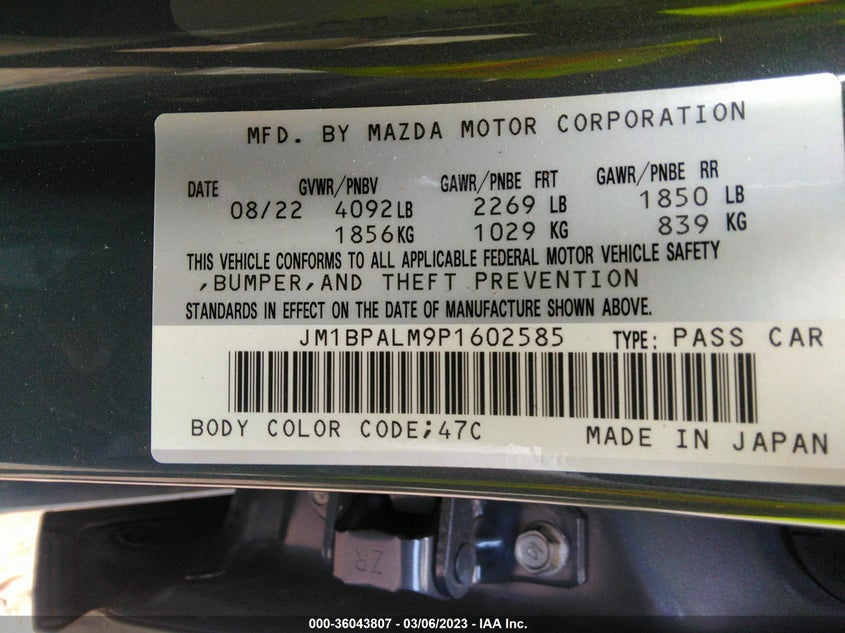 MFD. BY MAZDA MOTOR CORPORATION
DATE GVWR/PNBV GAWR/PNBE FRT GAWR/PNBE RR
08/22 4092LB 2269 LB 1850 LB
1856KG 1029 KG 839 KG
THIS VEHICLE CONFORMS TO ALL APPLICABLE FEDERAL MOTOR VEHICLE SAFETY
,BUMPER,AND THEFT PREVENTION
STANDARDS IN EFFECT ON THE DATE OF MANUFACTURE SHOWN ABOVE.
JM1BPALM9P1602585 TYPE: PASS CAR
BODY COLOR CODE;47C MADE IN JAPAN
ZR
000-36043807 - 03/06/2023 - IAA Inc.